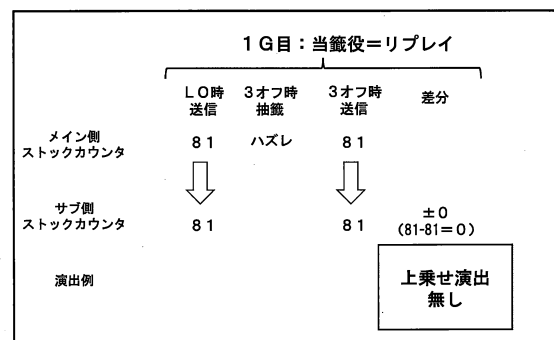 1G目:当籤役=リプレイ
LO時
送信
3オフ時
抽籤
3オフ時
送信
差分
メイン側
ストックカウンタ
81
ハズレ
81
サブ側
ストックカウンタ
81
81
±0
(81-81=0)
演出例
上乗せ演出
無し